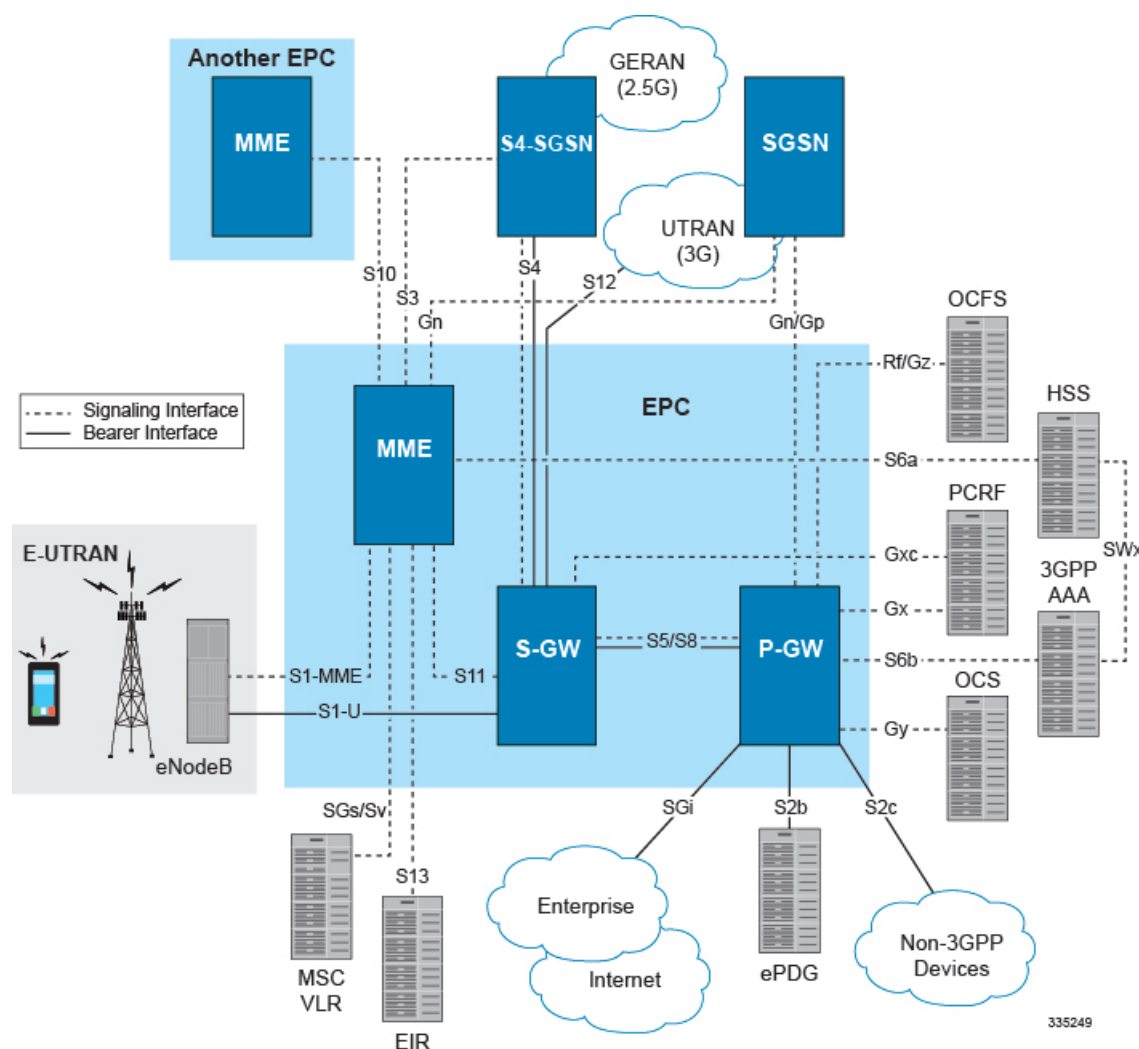 Another EPC
MME
GERAN
(2.5G)
S4-SGSN
SGSN
UTRAN
(3G)
S10
S3
Gn
S4
S12
Gn/Gp
OCFS
Rf/Gz
HSS
Signaling Interface
Bearer Interface
EPC
MME
S6a
PCRF
Gxc
SWx
3GPP
AAA
E-UTRAN
S-GW
S5/S8
P-GW
Gx
S6b
OCS
S1-MME
S11
S1-U
Gy
eNodeB
SGs/Sv
SGi
S2b
S2c
S13
Enterprise
Internet
ePDG
Non-3GPP
Devices
MSC
VLR
EIR
335249